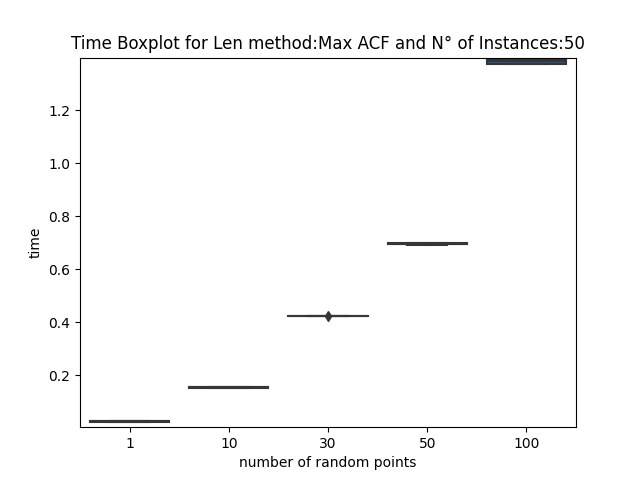 Time Boxplot for Len method:Max ACF and N° of Instances:50
1.2
1.0
0.8
0.6
0.4
0.2
time
1 10 30 50 100
number of random points